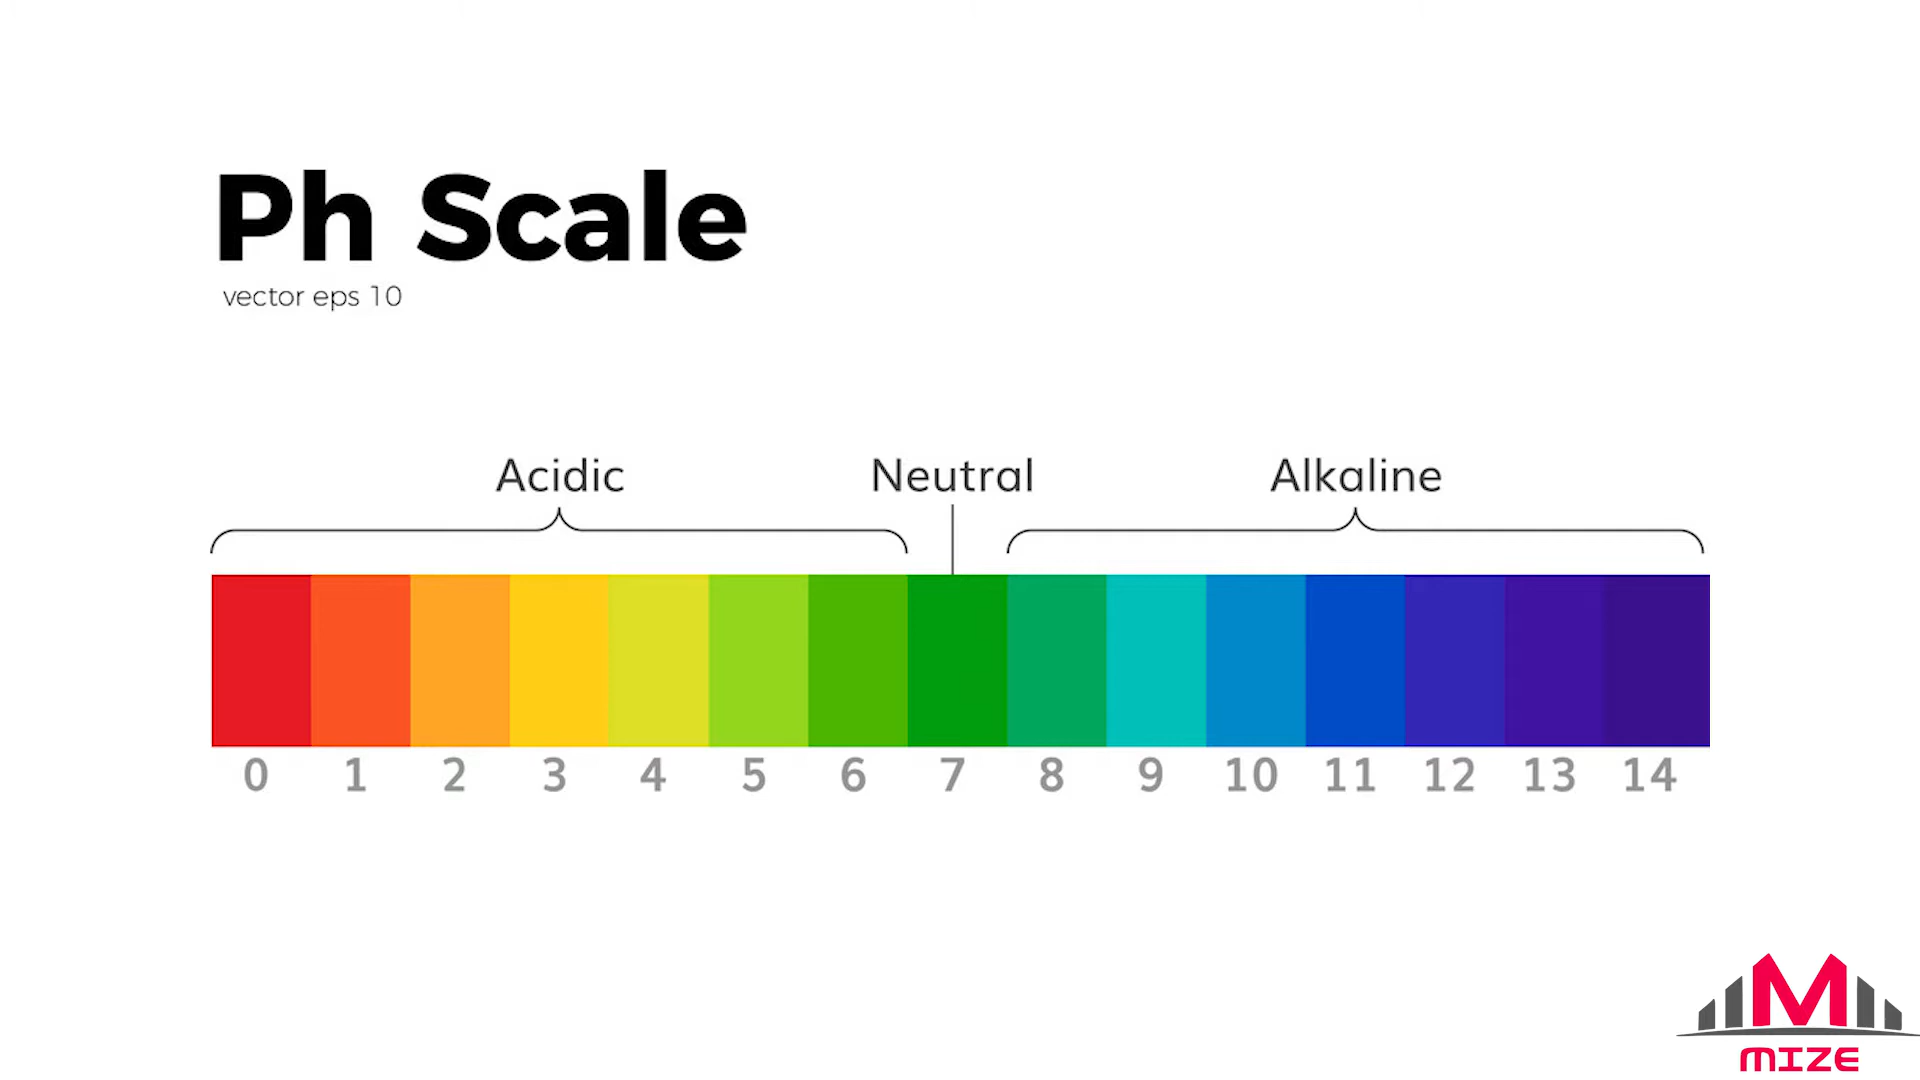 Ph Scale
vector eps 10
Acidic Neutral Alkaline
0 1 2 3 4 5 6 7 8 9 10 11 12 13 14
M
MIZE